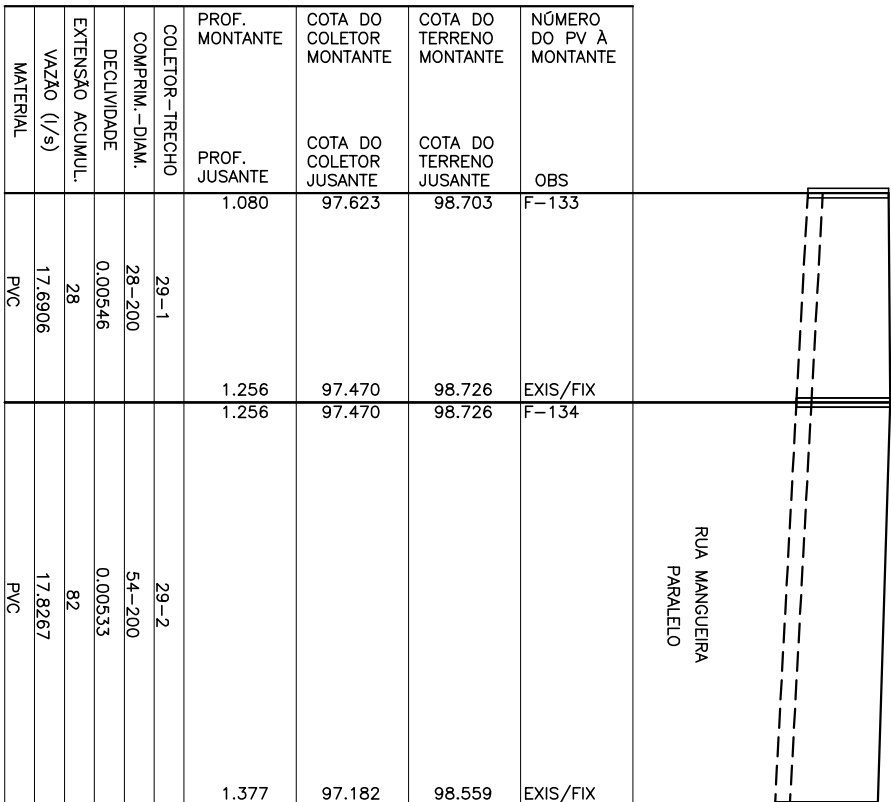 MATERIAL
VAZÃO (l/s)
EXTENSÃO ACUMUL.
DECLIVIDADE
COMPRIM.-DIAM.
COLETOR-TRECHO
PROF.
MONTANTE
PROF.
JUSANTE
COTA DO
COLETOR
MONTANTE
COTA DO
COLETOR
JUSANTE
COTA DO
TERRENO
MONTANTE
COTA DO
TERRENO
JUSANTE
NÚMERO
DO PV À
MONTANTE
OBS
1.080 97.623 98.703 F-133
PVC
17.6906
28
0.00546
28-200
29-1
1.256 97.470 98.726 EXIS/FIX
1.256 97.470 98.726 F-134
PVC
17.8267
82
0.00533
54-200
29-2
RUA MANGUEIRA
PARALELO
1.377 97.182 98.559 EXIS/FIX